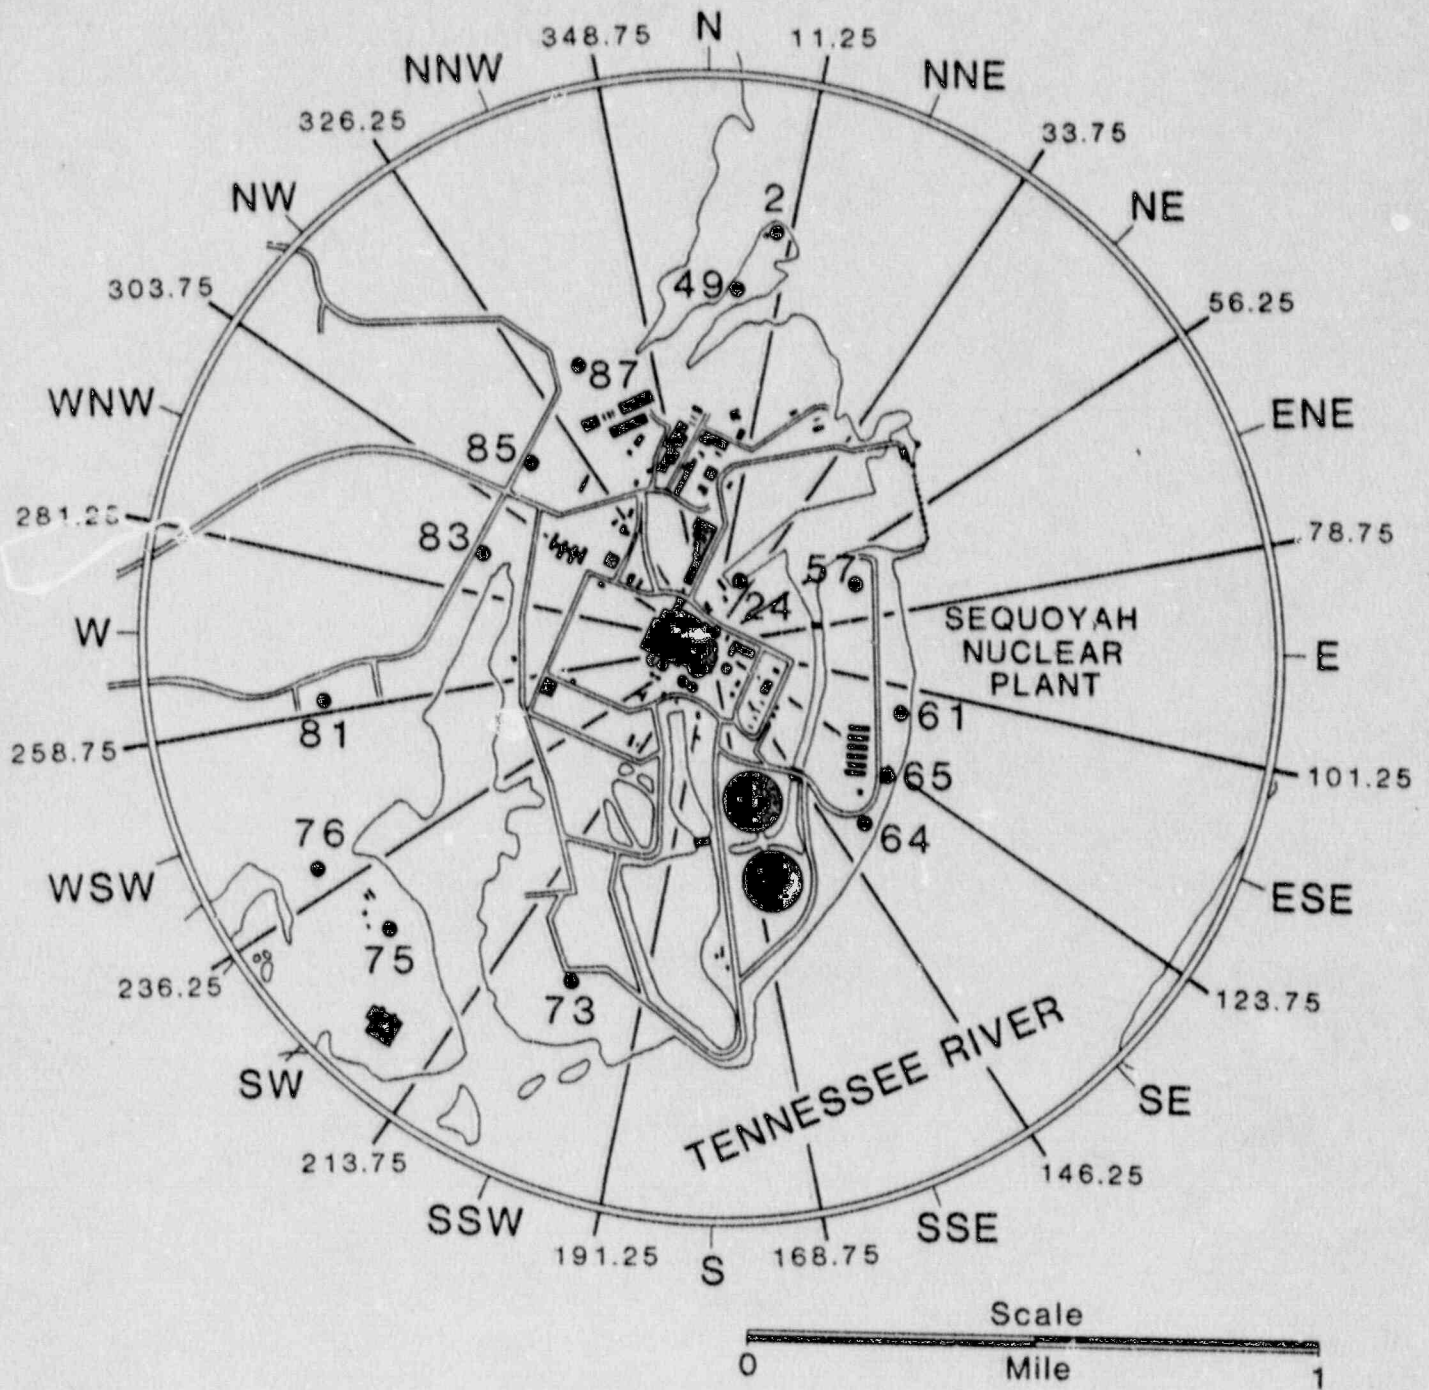 348.75 N 11.25
NNW NNE
326.25 33.75
NW 2 NE
49
303.75 56.25
87
WNW ENE
85
281.25 83 57 78.75
24
W SEQUOYAH E
NUCLEAR
PLANT
81 61
258.75 65 101.25
76 64
WSW ESE
75
236.25 73 123.75
TENNESSEE RIVER
SW SE
213.75 146.25
SSW SSE
191.25 S 168.75
Scale
0 Mile 1